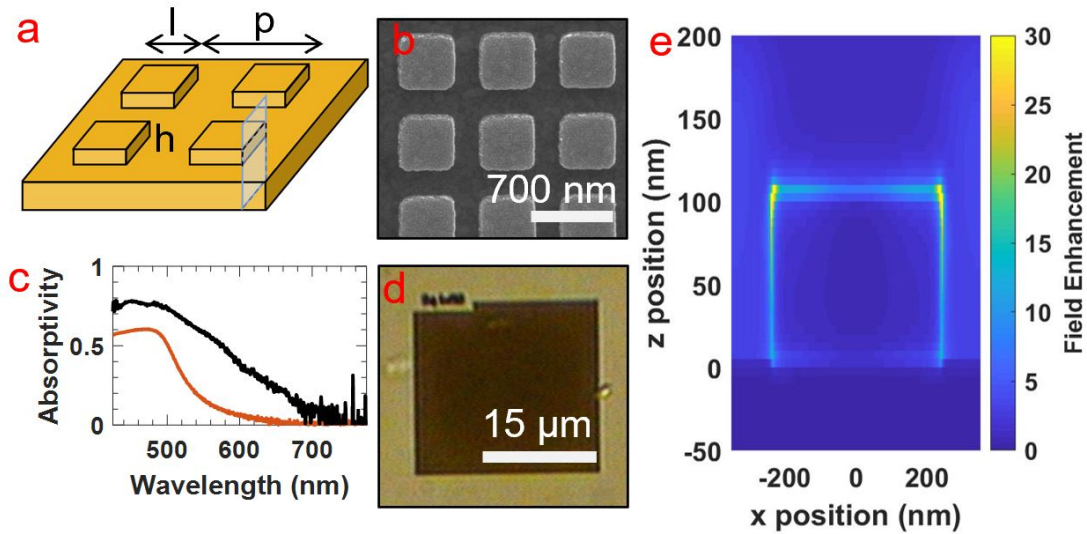 a
l
p
h
b
700 nm
c
1
0.5
0
500
600
700
Absorptivity
Wavelength (nm)
d
15 µm
e
200
150
100
50
0
-50
-200
0
200
z position (nm)
x position (nm)
30
25
20
15
10
5
0
Field Enhancement